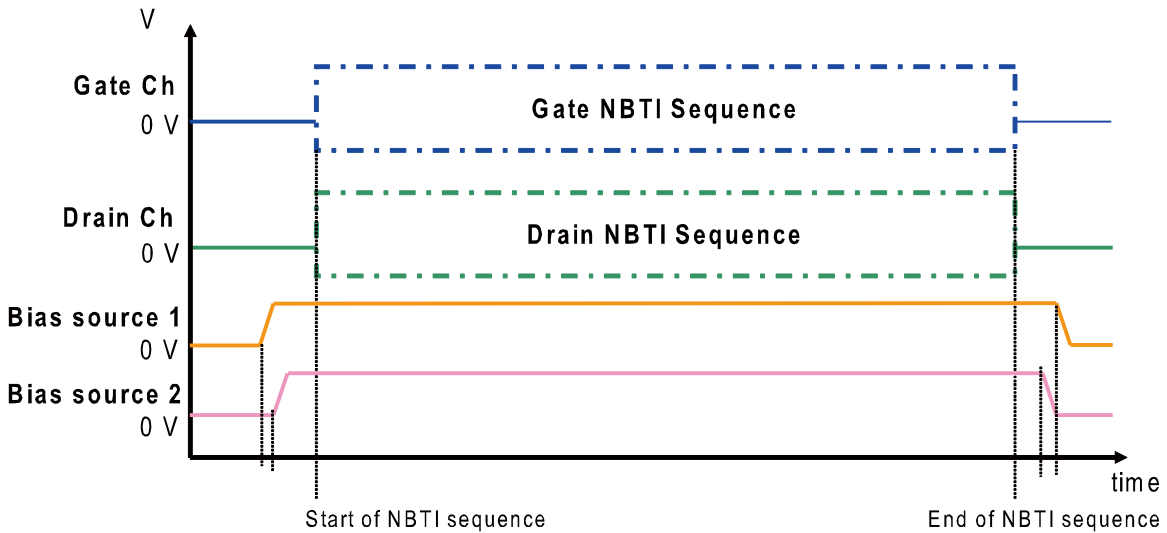 V
Gate Ch
0 V
Gate NBTI Sequence
Drain Ch
0 V
Drain NBTI Sequence
Bias source 1
0 V
Bias source 2
0 V
time
Start of NBTI sequence
End of NBTI sequence